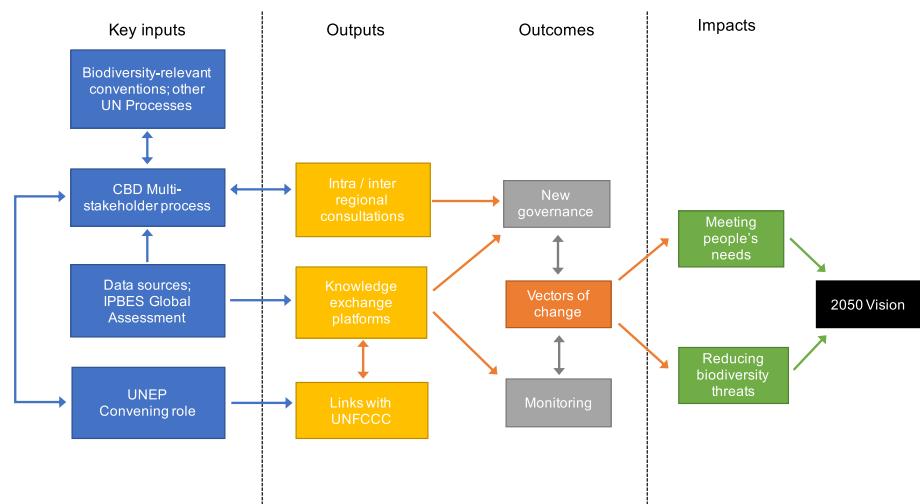 Key inputs
Outputs
Outcomes
Impacts
Biodiversity-relevant
conventions; other
UN Processes
CBD Multi-
stakeholder process
Data sources;
IPBES Global
Assessment
UNEP
Convening role
Intra / inter
regional
consultations
Knowledge
exchange
platforms
Links with
UNFCCC
New
governance
Vectors of
change
Monitoring
Meeting
people's
needs
Reducing
biodiversity
threats
2050 Vision